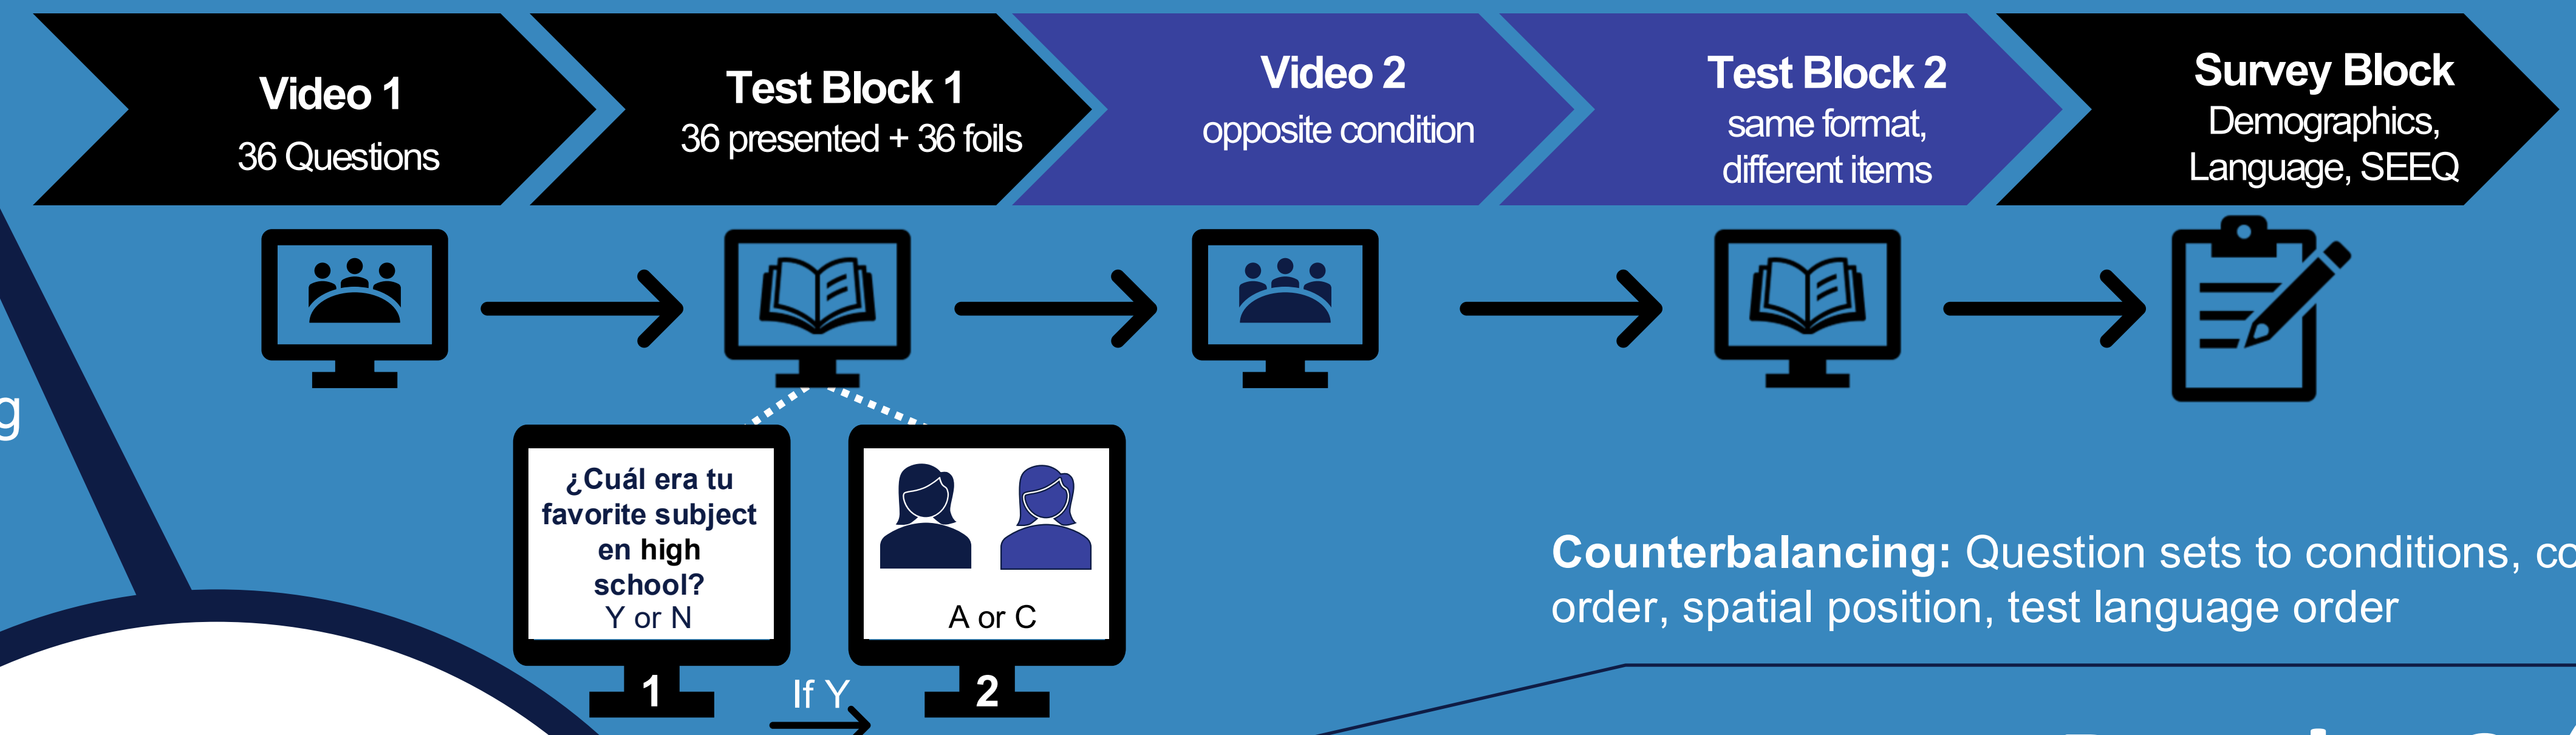 Video 1
36 Questions
Test Block 1
36 presented + 36 foils
Video 2
opposite condition
Test Block 2
same format,
different items
Survey Block
Demographics,
Language, SEEQ
¿Cuál era tu
favorite subject
en high
school?
Y or N
1
If Y
A or C
2
Counterbalancing: Question sets to conditions,
order, spatial position, test language order